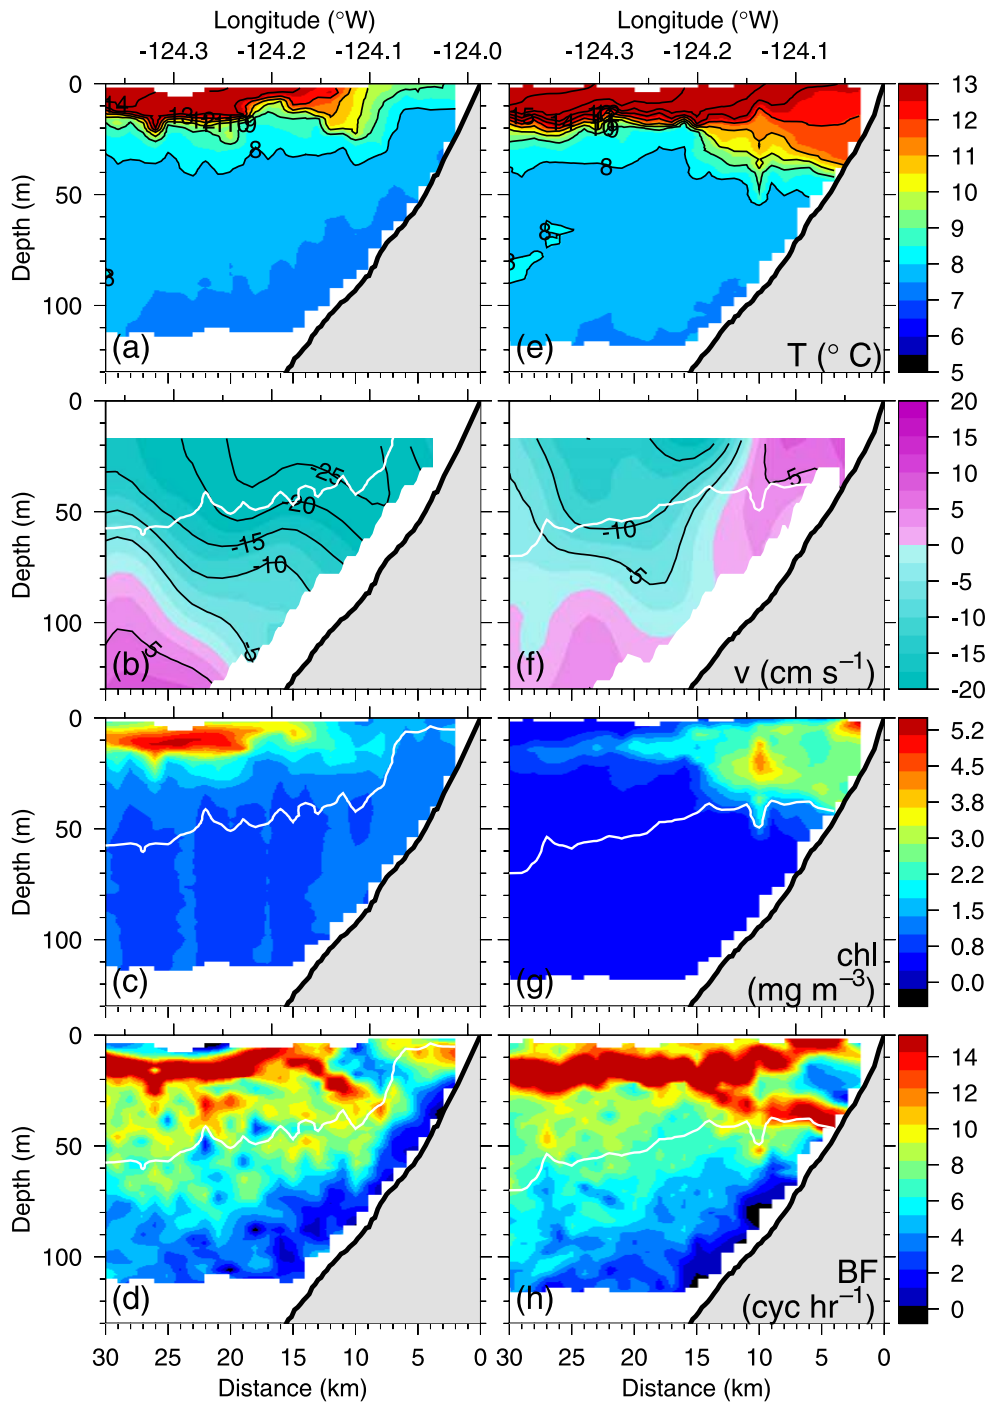 Longitude (°W) Longitude (°W)
-124.3 -124.2 -124.1 -124.0 -124.3 -124.2 -124.1
0
50
100
Depth (m)
14 13 12 11 10 9
8
8
(a)
15 14
8
8
8
(e)
T (° C)
13
12
11
10
9
8
7
6
5
0
50
100
Depth (m)
-25
-20
-15
-10
-5
5
(b)
5
-10
-5
(f)
v (cm s⁻¹)
20
15
10
5
0
-5
-10
-15
-20
0
50
100
Depth (m)
(c)
(g)
chl
(mg m⁻³)
5.2
4.5
3.8
3.0
2.2
1.5
0.8
0.0
0
50
100
Depth (m)
(d)
(h)
BF
(cyc hr⁻¹)
14
12
10
8
6
4
2
0
30 25 20 15 10 5 0 30 25 20 15 10 5 0
Distance (km) Distance (km)